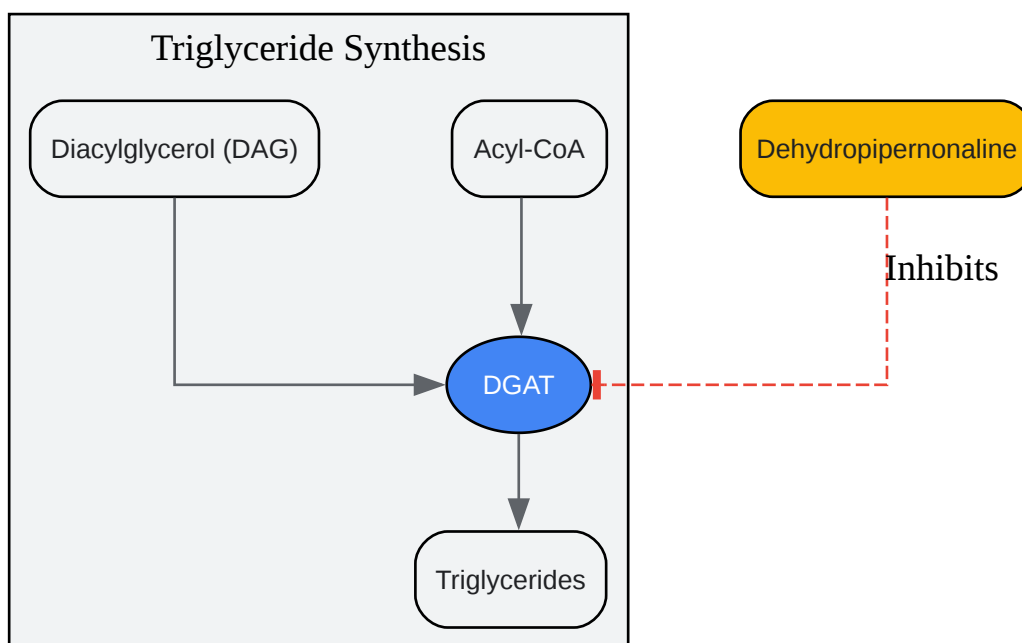 Triglyceride Synthesis
Diacylglycerol (DAG)
Acyl-CoA
Dehydropipernonaline
Inhibits
DGAT
Triglycerides